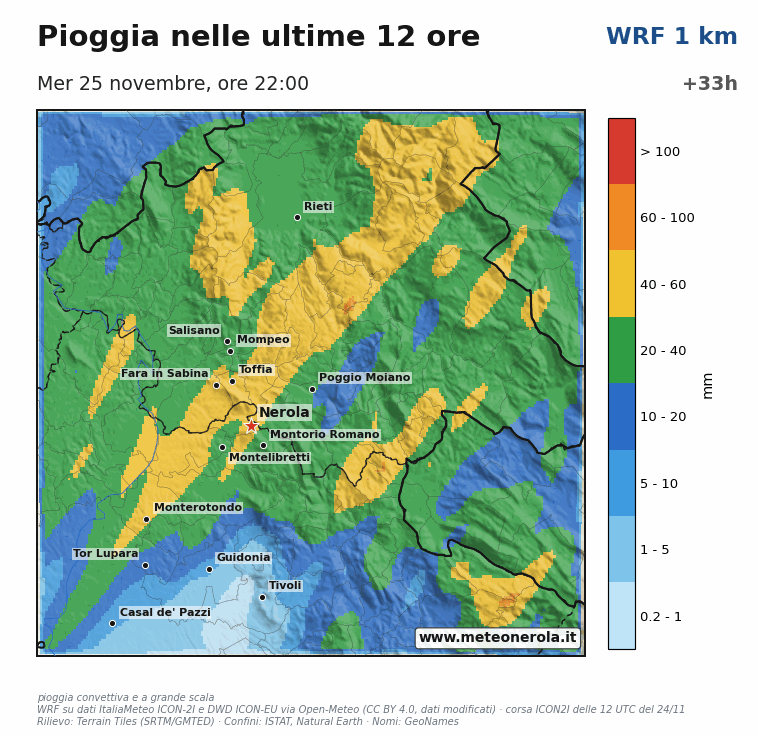 Pioggia nelle ultime 12 ore
WRF 1 km
Mer 25 novembre, ore 22:00
+33h
Rieti
Salisano
Mompeo
Fara in Sabina
Toffia
Poggio Moiano
Nerola
Montorio Romano
Montelibretti
Monterotondo
Tor Lupara
Guidonia
Tivoli
Casal de' Pazzi
www.meteonerola.it
> 100
60 - 100
40 - 60
20 - 40
10 - 20
5 - 10
1 - 5
0.2 - 1
mm
pioggia convettiva e a grande scala
WRF su dati ItaliaMeteo ICON-2I e DWD ICON-EU via Open-Meteo (CC BY 4.0, dati modificati) · corsa ICON2I delle 12 UTC del 24/11
Rilievo: Terrain Tiles (SRTM/GMTED) · Confini: ISTAT, Natural Earth · Nomi: GeoNames